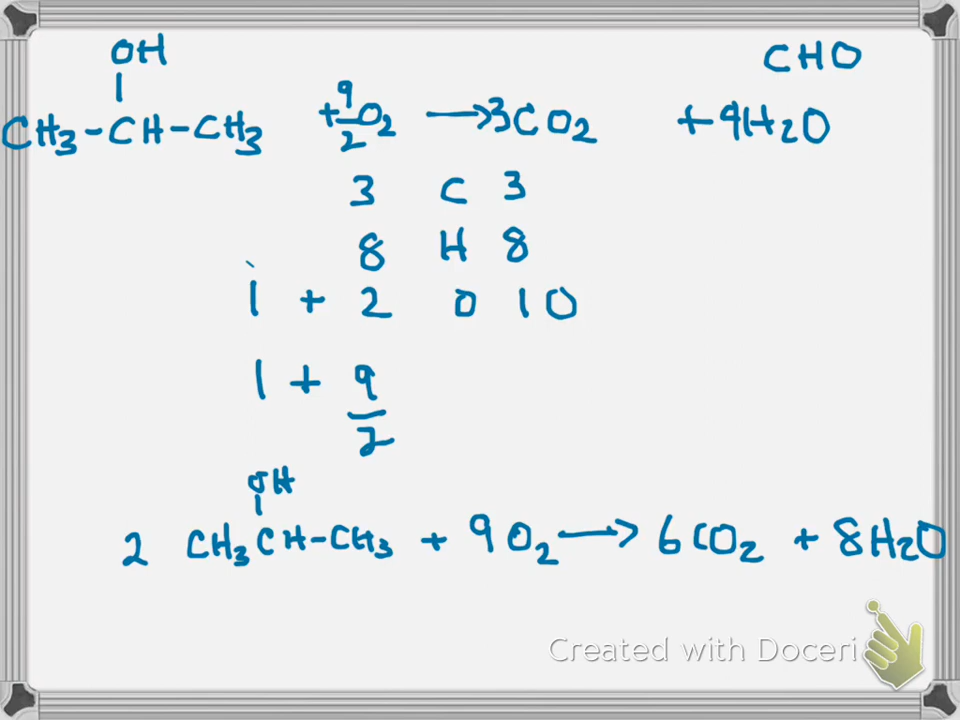 OH CHO
|
CH3-CH-CH3 + 9/2 O2 → 3CO2 + 4H2O
3 C 3
8 H 8
1 + 2 O 10
1 + 9/2
OH
|
2 CH3CH-CH3 + 9O2 → 6CO2 + 8H2O
Created with Doceri